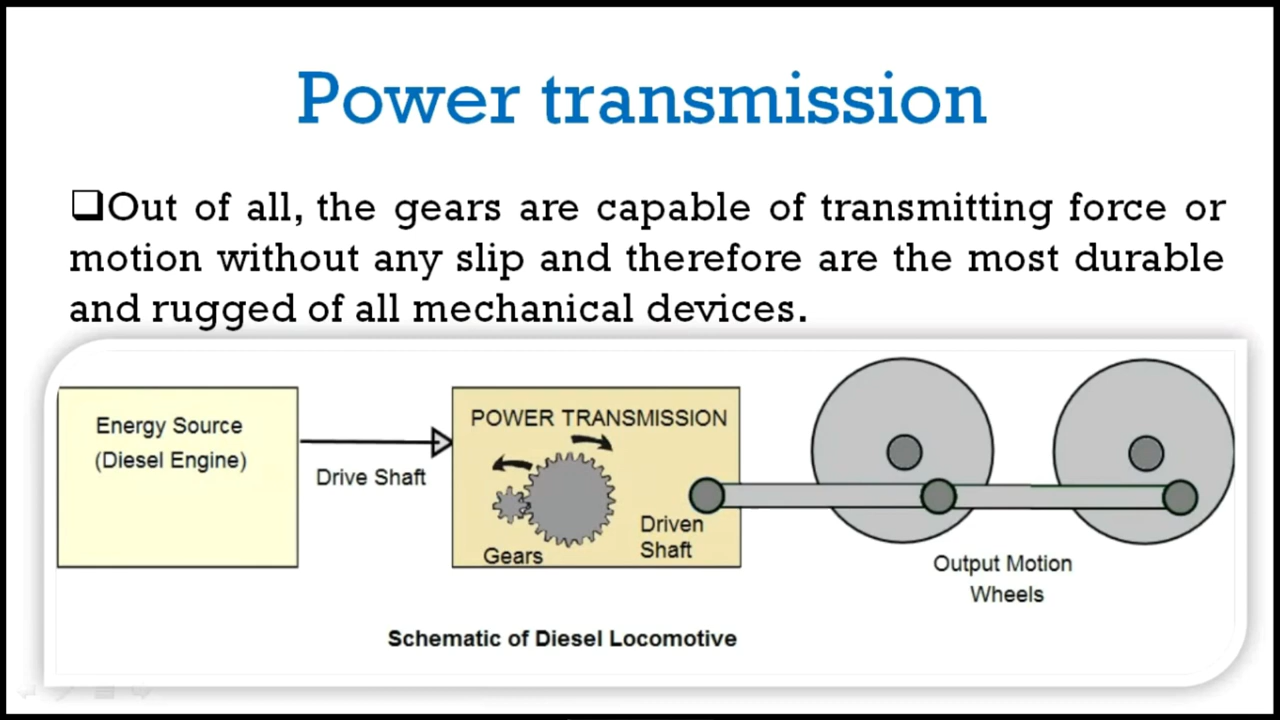 Power transmission
❑Out of all, the gears are capable of transmitting force or
motion without any slip and therefore are the most durable
and rugged of all mechanical devices.
Energy Source
(Diesel Engine)
Drive Shaft
POWER TRANSMISSION
Gears
Driven
Shaft
Output Motion
Wheels
Schematic of Diesel Locomotive